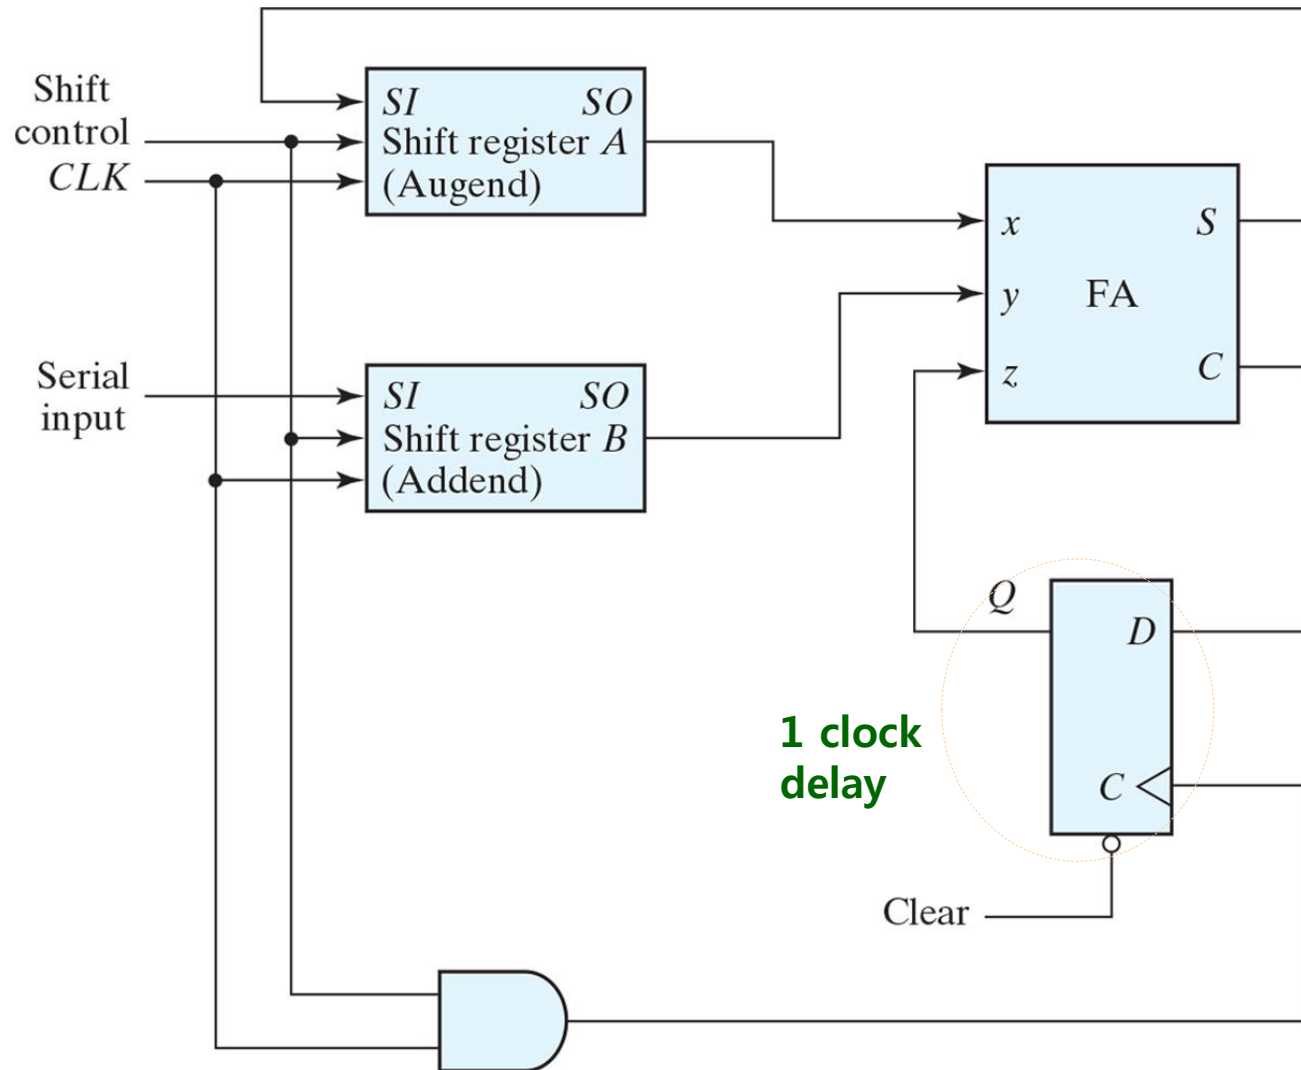 Shift
control
CLK
SI SO
Shift register A
(Augend)
x S
y FA
z C
Serial
input
SI SO
Shift register B
(Addend)
Q
D
1 clock
delay
C
Clear